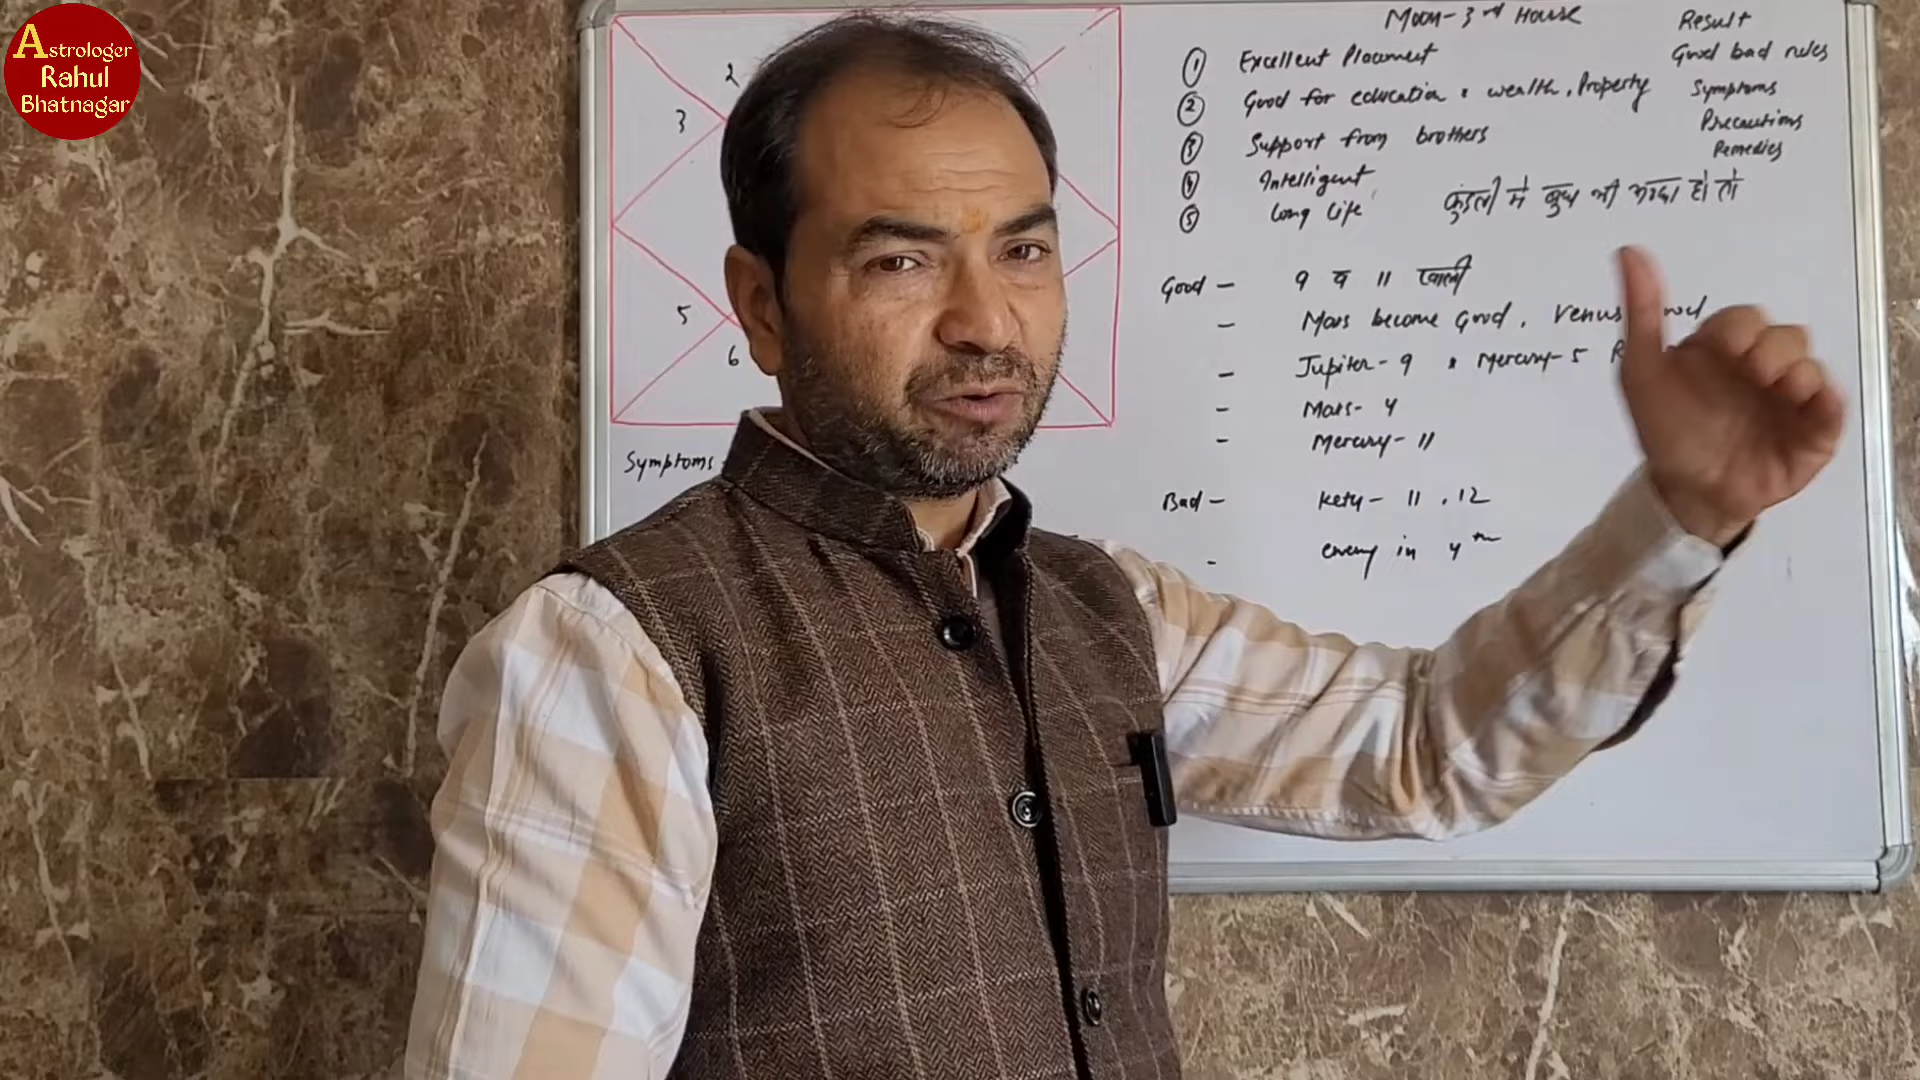 Astrologer
Rahul
Bhatnagar
2
3
5
6
Symptoms
Moon - 3rd House
① Excellent Placement
② Good for education & wealth, Property
③ Support from brothers
④ Intelligent
⑤ Long Life
Result
Good bad rules
Symptoms
Precautions
Remedies
कुंडली में बुध भी अच्छा हो तो
Good - 9 व 11 खाली
- Mars become Good, Venus
- Jupiter - 9 & Mercury - 5
- Mars - 4
- Mercury - 11
Bad - Ketu - 11, 12
- enemy in 4th